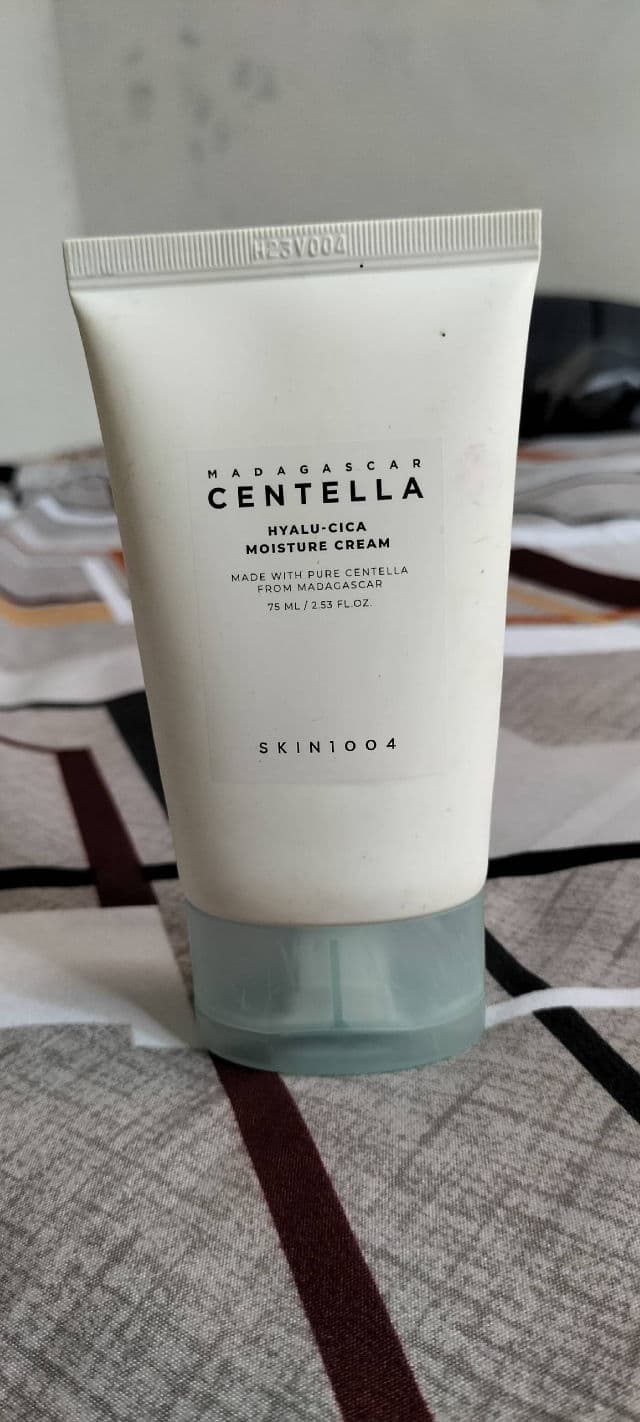 H23V004
MADAGASCAR
CENTELLA
HYALU-CICA
MOISTURE CREAM
MADE WITH PURE CENTELLA
FROM MADAGASCAR
75 ML / 2.53 FL.OZ.
SKIN1004